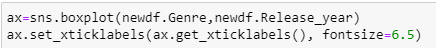 ax=sns.boxplot(newdf.Genre,newdf.Release_year)
ax.set_xticklabels(ax.get_xticklabels(), fontsize=6.5)